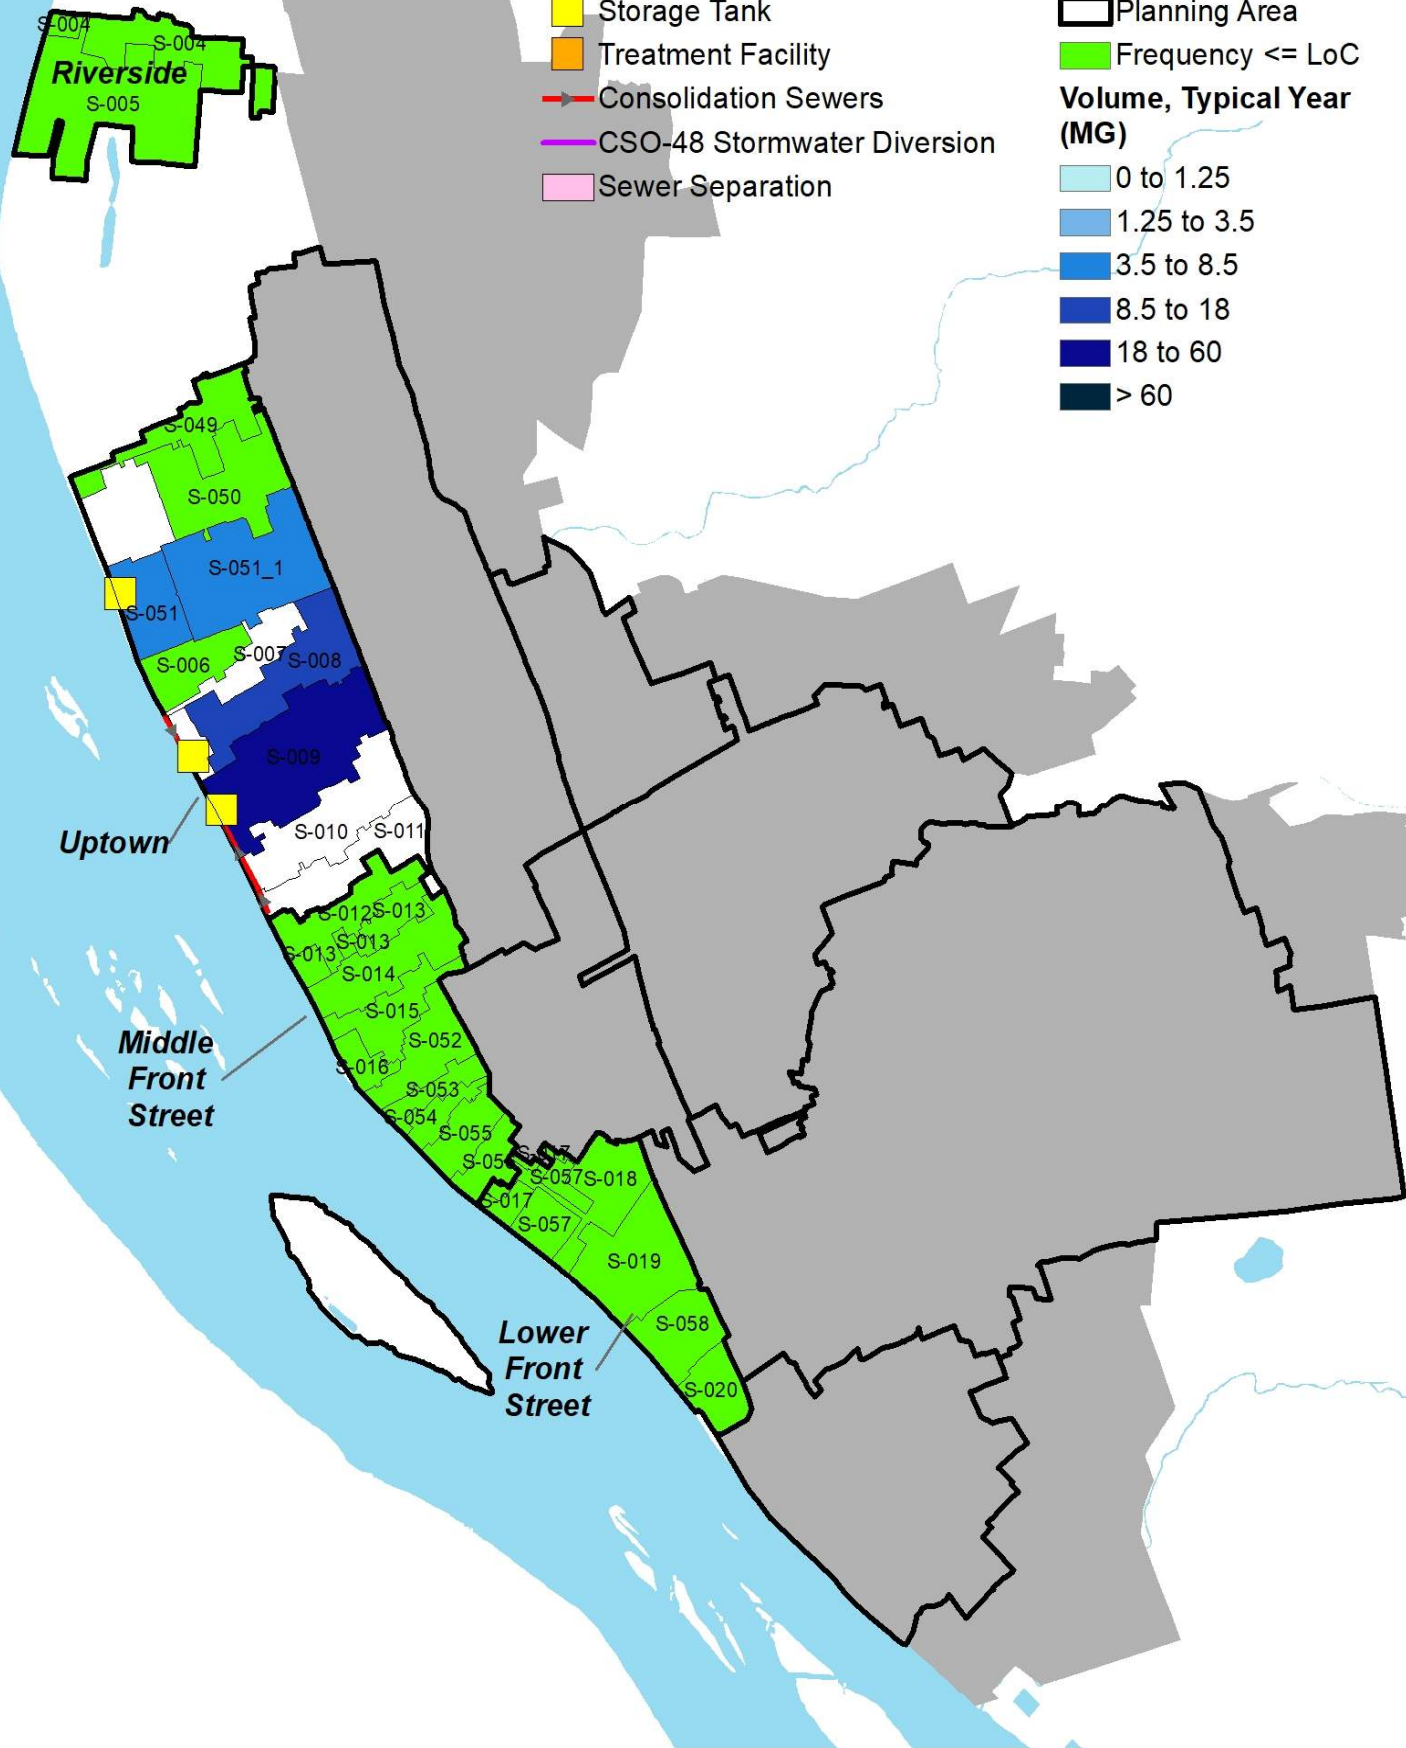 Storage Tank
Treatment Facility
Consolidation Sewers
CSO-48 Stormwater Diversion
Sewer Separation
Planning Area
Frequency <= LoC
Volume, Typical Year
(MG)
0 to 1.25
1.25 to 3.5
3.5 to 8.5
8.5 to 18
18 to 60
> 60
S-004
S-004
Riverside
S-005
S-049
S-050
S-051_1
S-051
S-006
S-007
S-008
S-009
Uptown
S-010
S-011
S-012
S-013
S-013
S-013
S-014
S-015
S-052
S-016
S-053
S-054
S-055
Middle
Front
Street
S-057
S-018
S-017
S-057
S-019
S-058
S-020
Lower
Front
Street